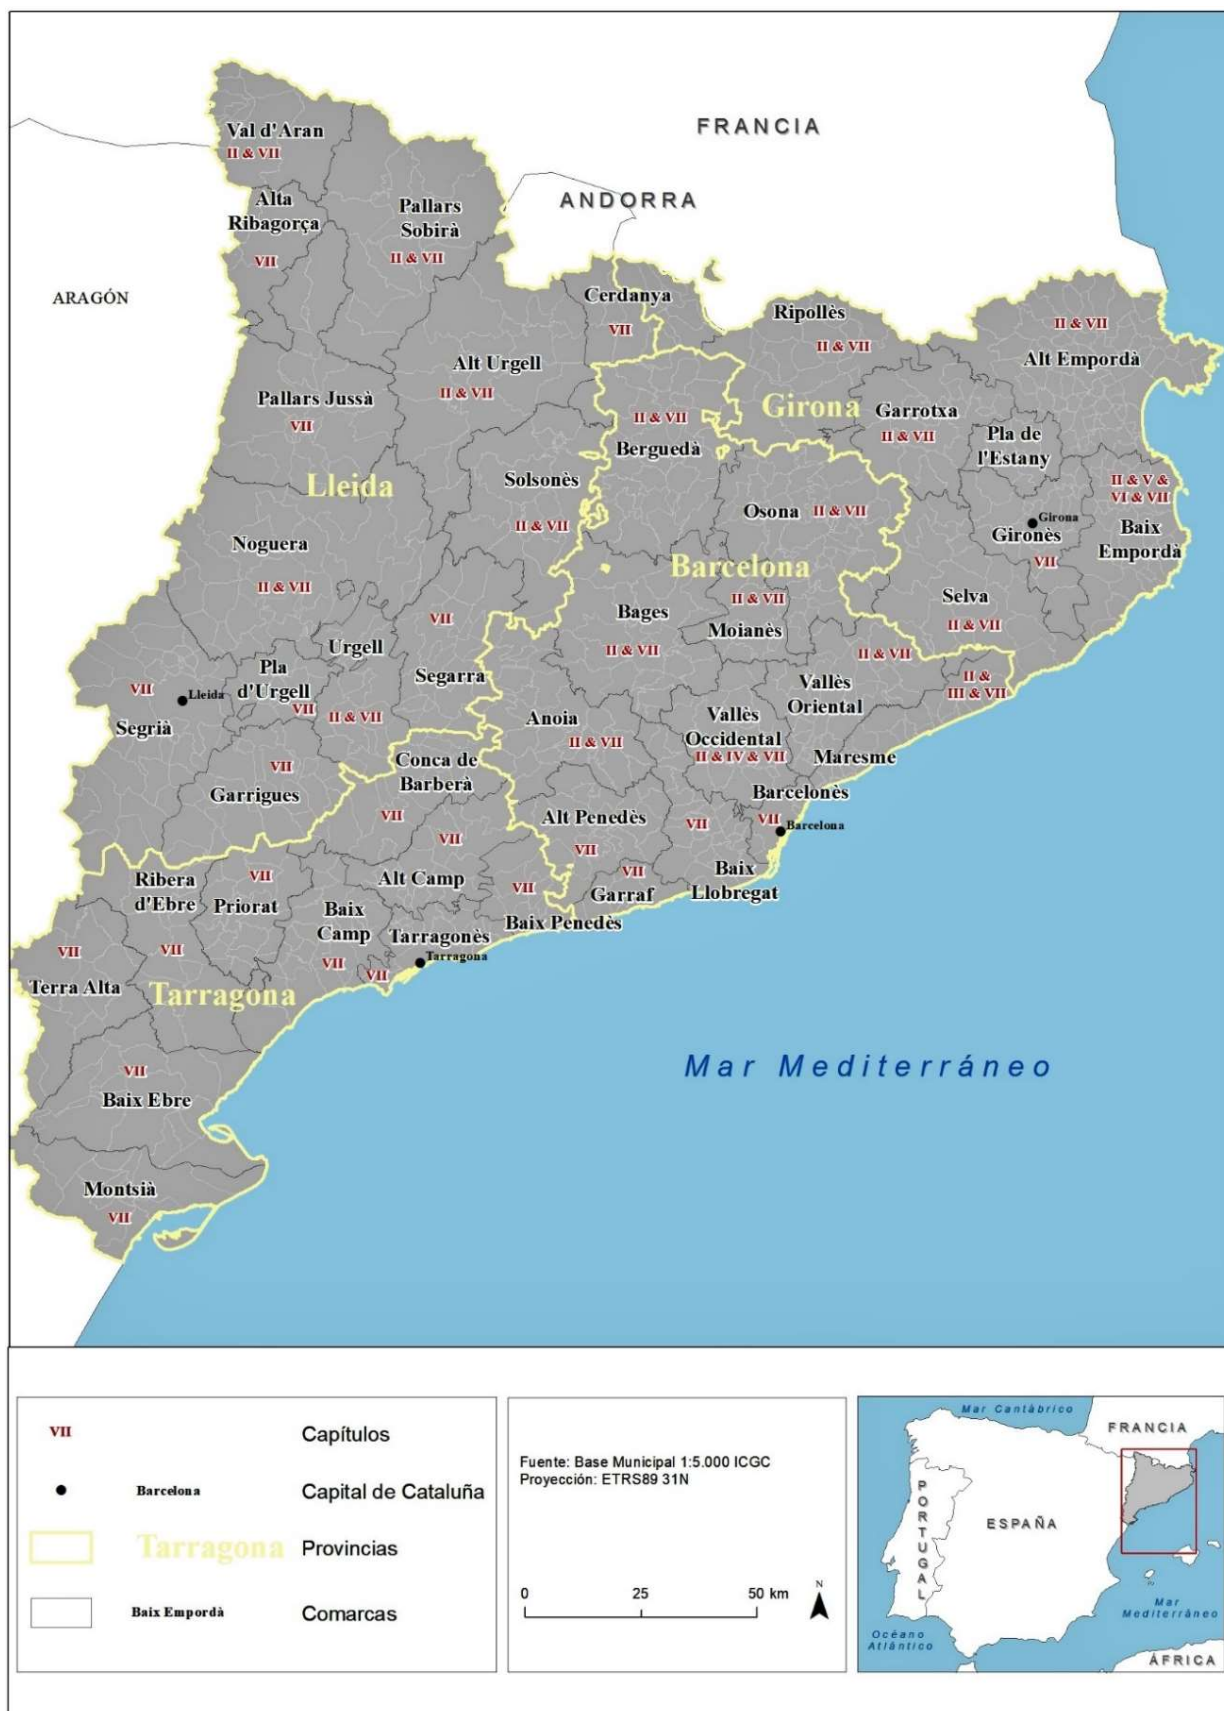 FRANCIA
Val d'Aran
II & VII
ANDORRA
Alta
Ribagorça
VII
Pallars
Sobirà
II & VII
ARAGÓN
Cerdanya
VII
Ripollès
II & VII
II & VII
Alt Empordà
Alt Urgell
II & VII
Pallars Jussà
VII
Girona
Garrotxa
II & VII
II & VII
Berguedà
Pla de
l'Estany
Lleida
Solsonès
II & VII
Osona
II & VII
II & V &
VI & VII
Baix
Empordà
Girona
Gironès
VII
Noguera
II & VII
Barcelona
Bages
II & VII
II & VII
Moianès
Selva
II & VII
VII
Segarra
Urgell
II & VII
Pla
d'Urgell
VII
VII
Lleida
Segrià
II & VII
Vallès
Oriental
II &
III & VII
Maresme
Anoia
II & VII
Vallès
Occidental
II & IV & VII
Barcelonès
VII
Barcelona
VII
Garrigues
Conca de
Barberà
VII
Alt Penedès
VII
VII
Baix
Llobregat
VII
Alt Camp
VII
Garraf
VII
Baix Penedès
Ribera
d'Ebre
VII
VII
Priorat
Baix
Camp
VII
Tarragonès
Tarragona
VII
VII
Terra Alta
Tarragona
Mar Mediterráneo
VII
Baix Ebre
Montsià
VII
VII Capítulos
Barcelona Capital de Cataluña
Tarragona Provincias
Baix Empordà Comarcas
Fuente: Base Municipal 1:5.000 ICGC
Proyección: ETRS89 31N
0 25 50 km
N
Mar Cantábrico
FRANCIA
PORTUGAL
ESPAÑA
Mar
Mediterráneo
Océano
Atlántico
ÁFRICA